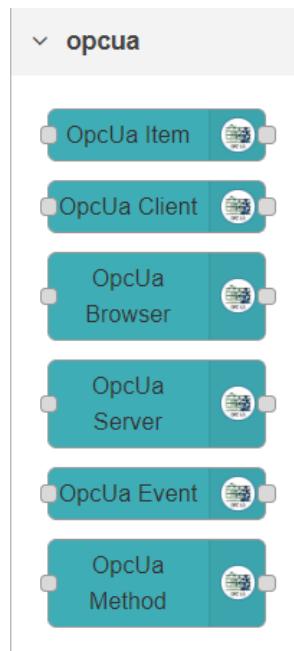 opcua
OpcUa Item
OpcUa Client
OpcUa
Browser
OpcUa
Server
OpcUa Event
OpcUa
Method